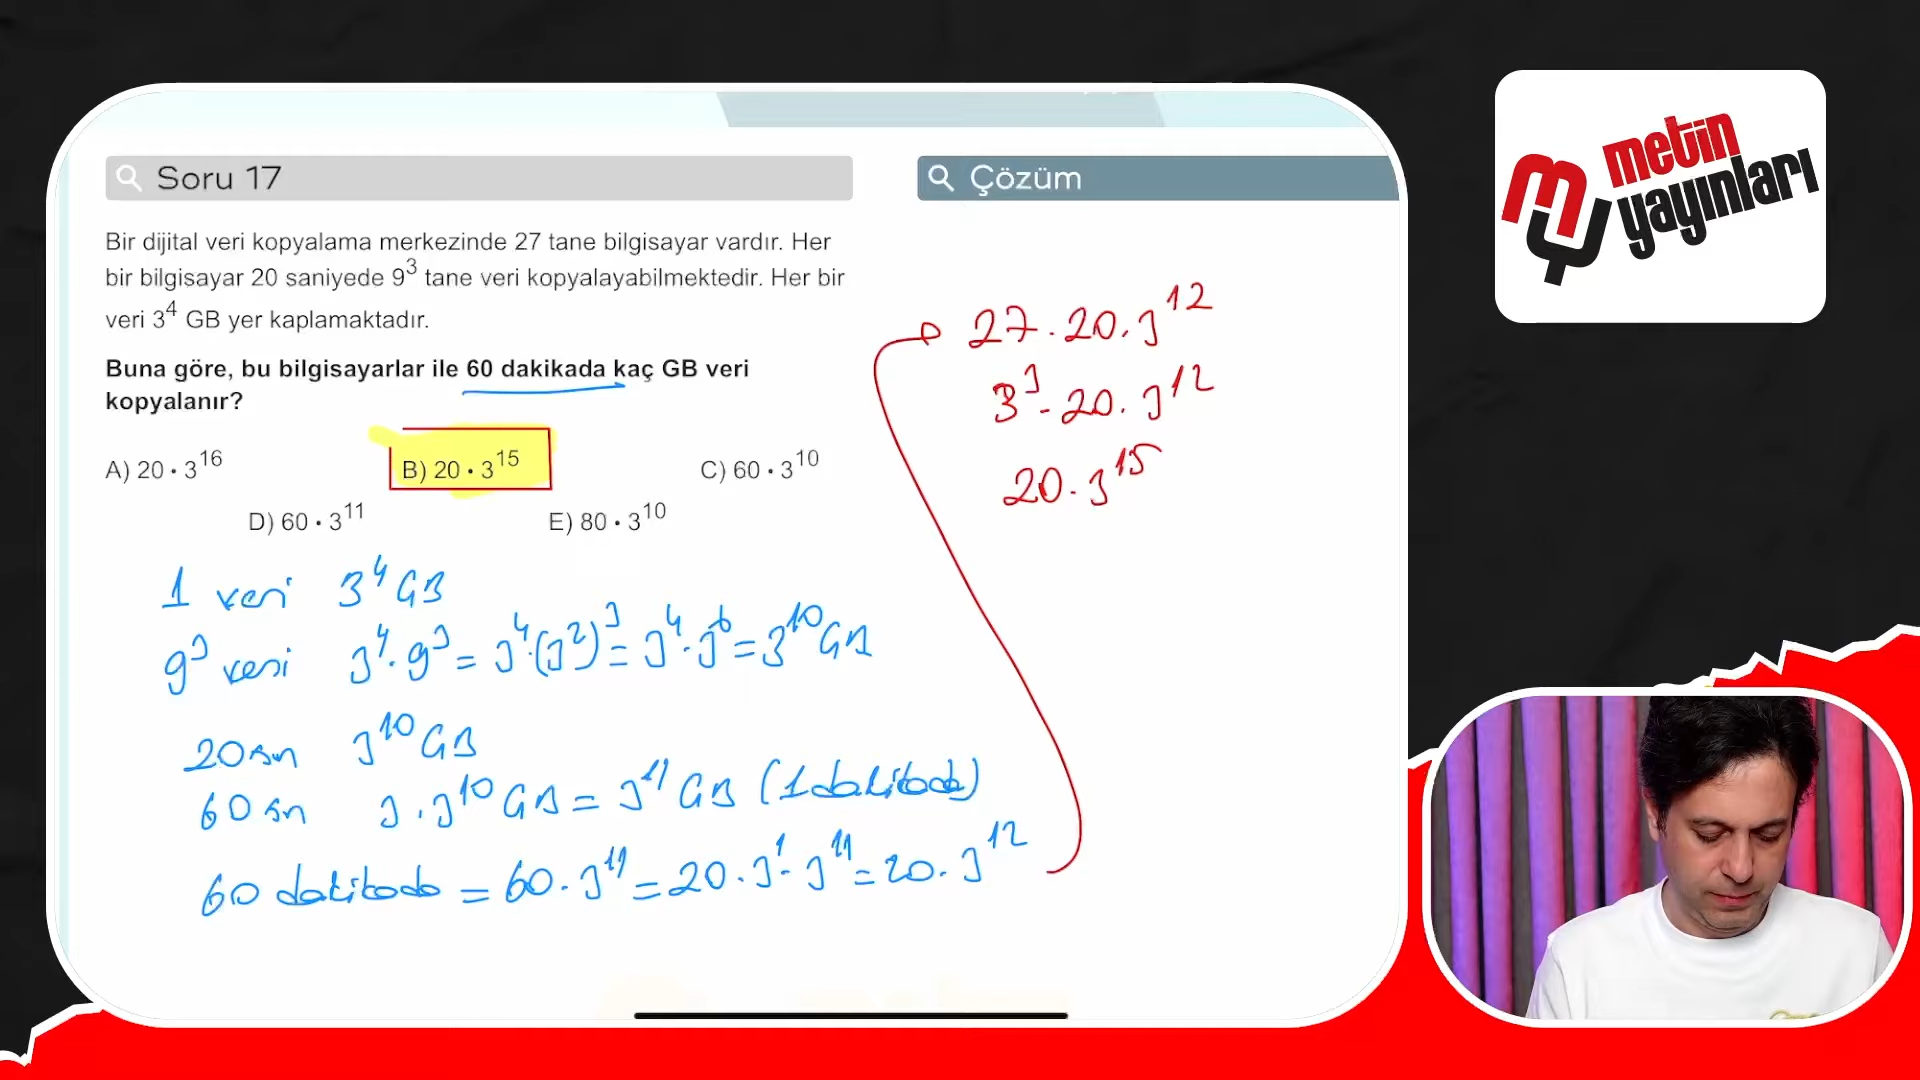 Soru 17
Bir dijital veri kopyalama merkezinde 27 tane bilgisayar vardır. Her
bir bilgisayar 20 saniyede 9³ tane veri kopyalayabilmektedir. Her bir
veri 3⁴ GB yer kaplamaktadır.
Buna göre, bu bilgisayarlar ile 60 dakikada kaç GB veri
kopyalanır?
A) 20 · 3¹⁶ B) 20 · 3¹⁵ C) 60 · 3¹⁰
D) 60 · 3¹¹ E) 80 · 3¹⁰
1 veri 3⁴ GB
9³ veri 3⁴ · 9³ = 3⁴ · (3²)³ = 3⁴ · 3⁶ = 3¹⁰ GB
20 sn 3¹⁰ GB
60 sn 3 · 3¹⁰ GB = 3¹¹ GB (1 dakikada)
60 dakikada = 60 · 3¹¹ = 20 · 3¹ · 3¹¹ = 20 · 3¹²
Çözüm
27 · 20 · 3¹²
3³ · 20 · 3¹²
20 · 3¹⁵
metin
yayınları